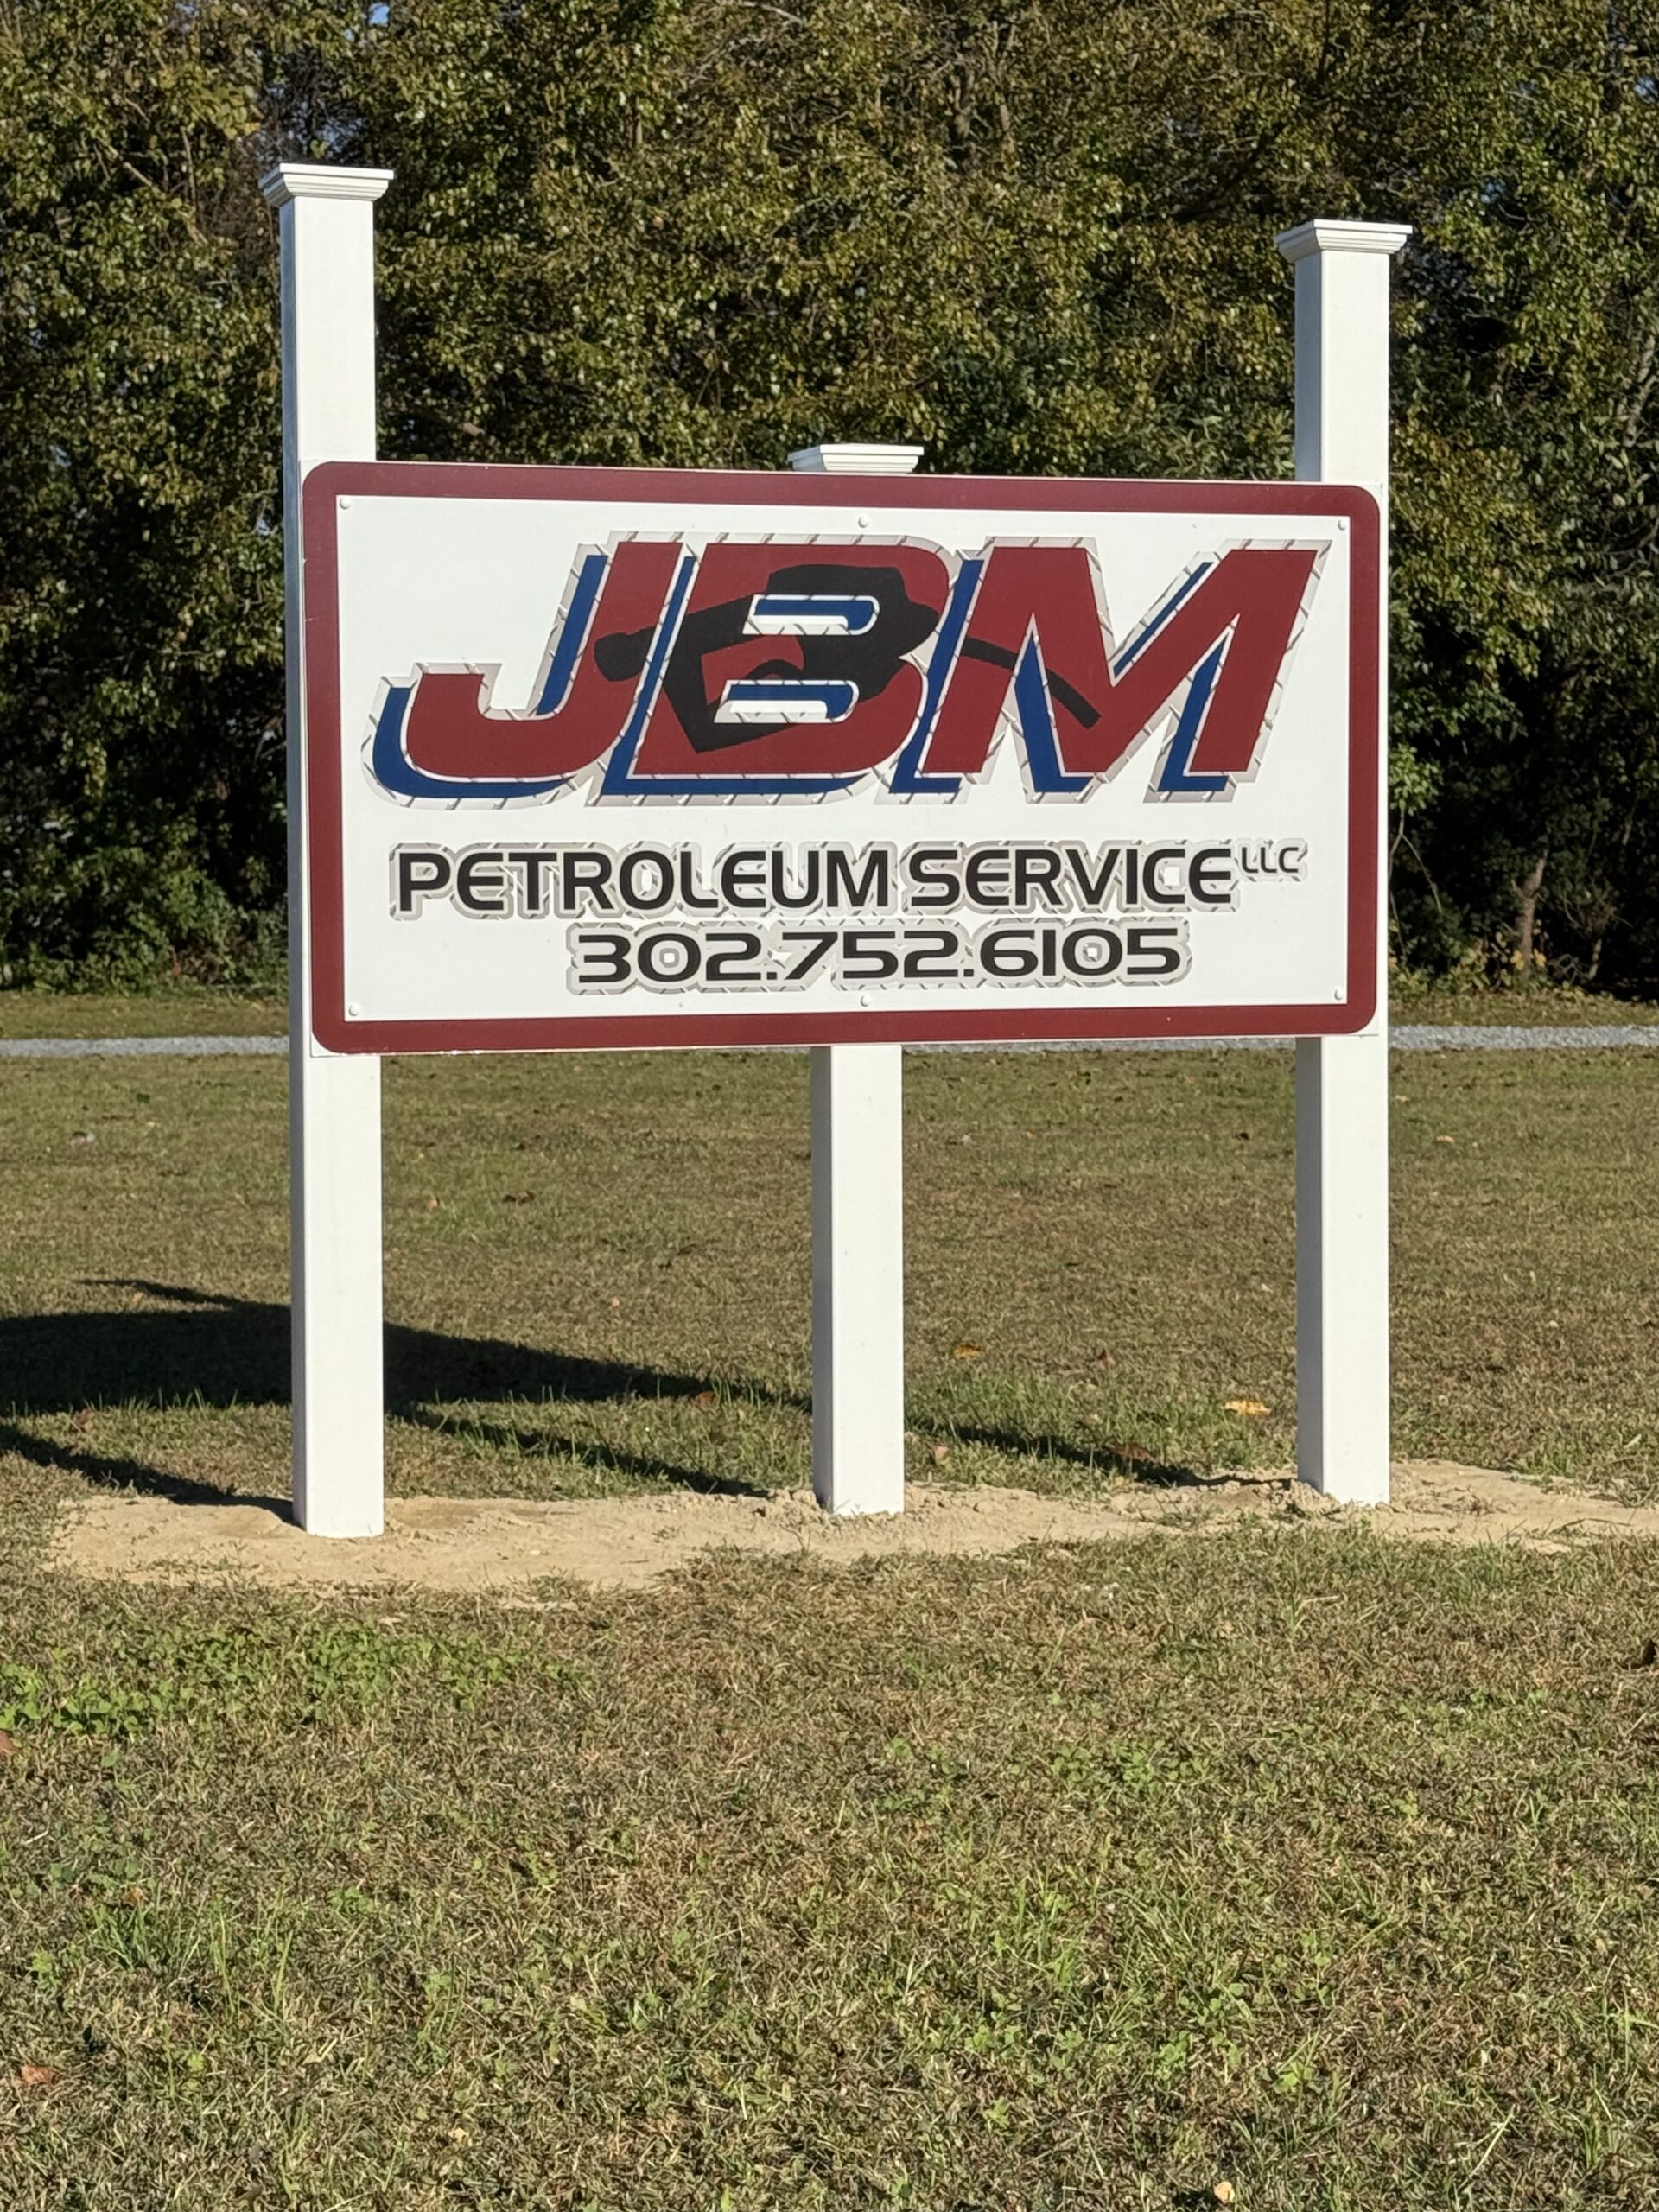 JBM
PETROLEUM SERVICE LLC
302.752.6105